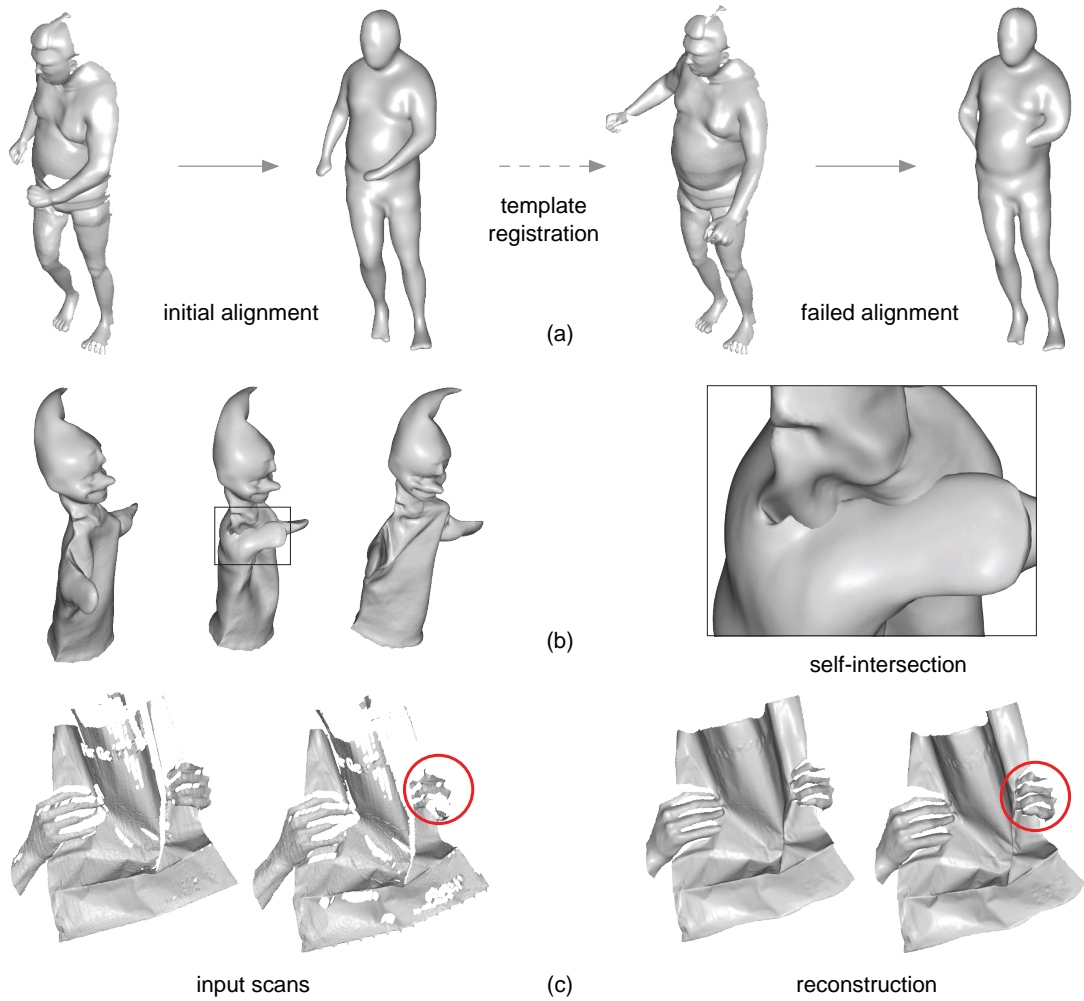 template
registration
initial alignment
failed alignment
(a)
(b)
self-intersection
input scans
(c)
reconstruction